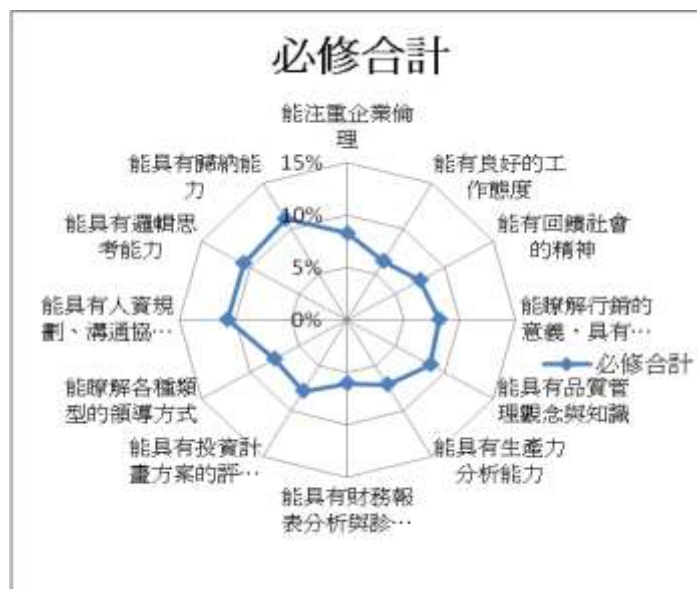 必修合計
能注重企業倫
理
能有良好的工
作態度
能有回饋社會
的精神
能瞭解行銷的
意義，具有…
能具有品質管
理觀念與知識
能具有生產力
分析能力
能具有財務報
表分析與診…
能具有投資計
畫方案的評…
能瞭解各種類
型的領導方式
能具有人資規
劃、溝通協…
能具有邏輯思
考能力
能具有歸納能
力
15%
10%
5%
0%
必修合計